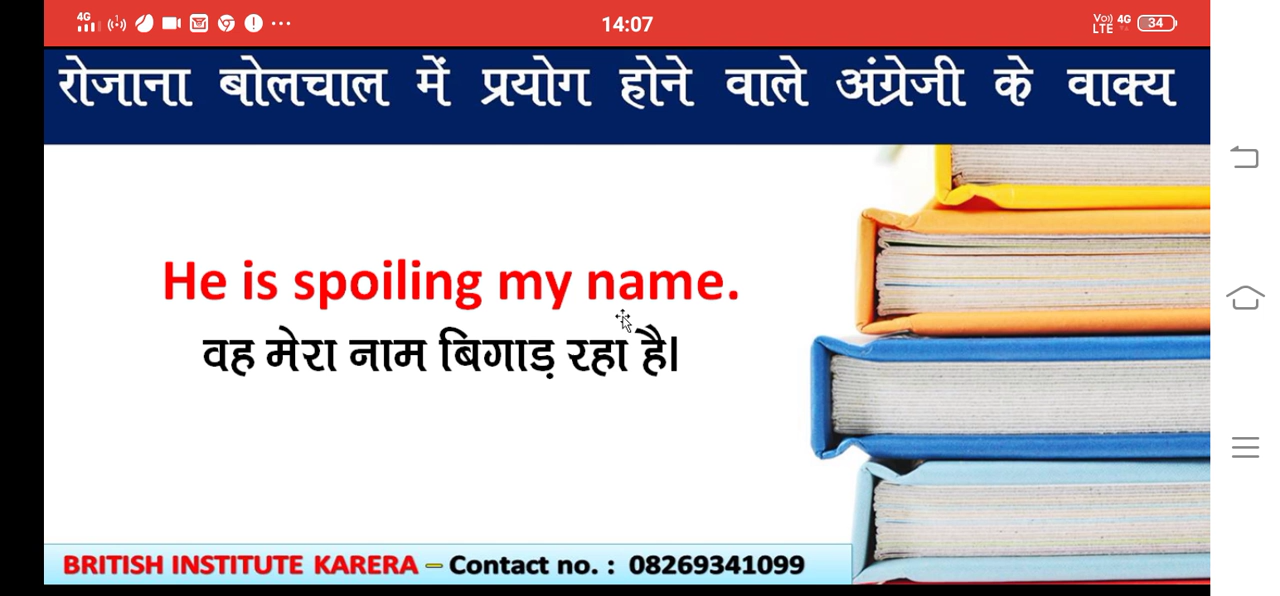 4G 14:07 Vo) LTE 4G 34
रोजाना बोलचाल में प्रयोग होने वाले अंग्रेजी के वाक्य
He is spoiling my name.
वह मेरा नाम बिगाड़ रहा है।
BRITISH INSTITUTE KARERA – Contact no. : 08269341099